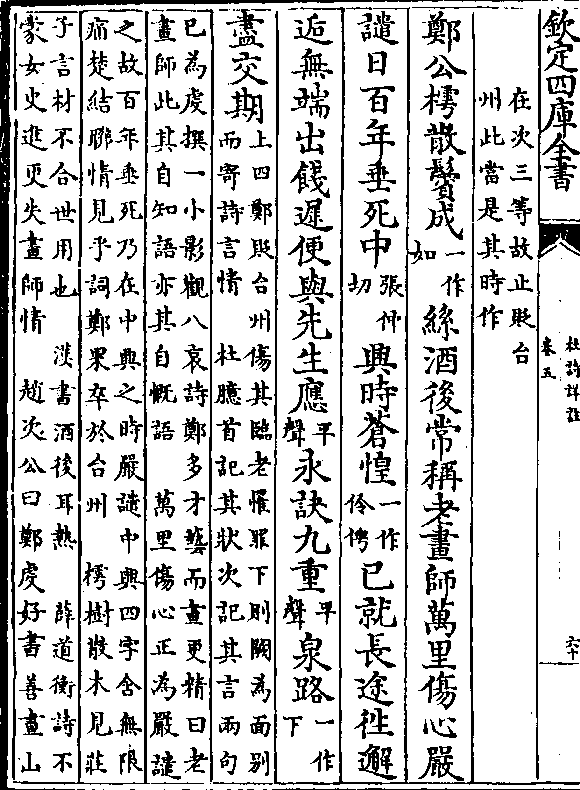 欽定四庫全書
杜詩詳註
卷五
六十
在次三等故止貶台
州此當是其時作
鄭公樗散鬢成一作如絲酒後常稱老畫師萬里傷心嚴
譴日百年垂死中張仲切興時蒼惶一作伶俜已就長途往邂
逅無端出餞遲便與先生應平聲永訣九重平聲泉路一作下
盡交期上四鄭貶台州傷其臨老罹罪下則闕為面别
而寄詩言情　杜臆首記其狀次記其言兩句
已為虔撰一小影觀八哀詩鄭多才藝而畫更精曰老
畫師此其自知語亦其自慨語　萬里傷心正為嚴譴
之故百年垂死乃在中興之時嚴譴中興四字含無限
痛楚結聯情見乎詞鄭果卒於台州　樗樹散木見莊
子言材不合世用也　漢書酒後耳熱　薛道衡詩不
蒙女史進更失畫師情　趙次公曰鄭虔好書善畫山